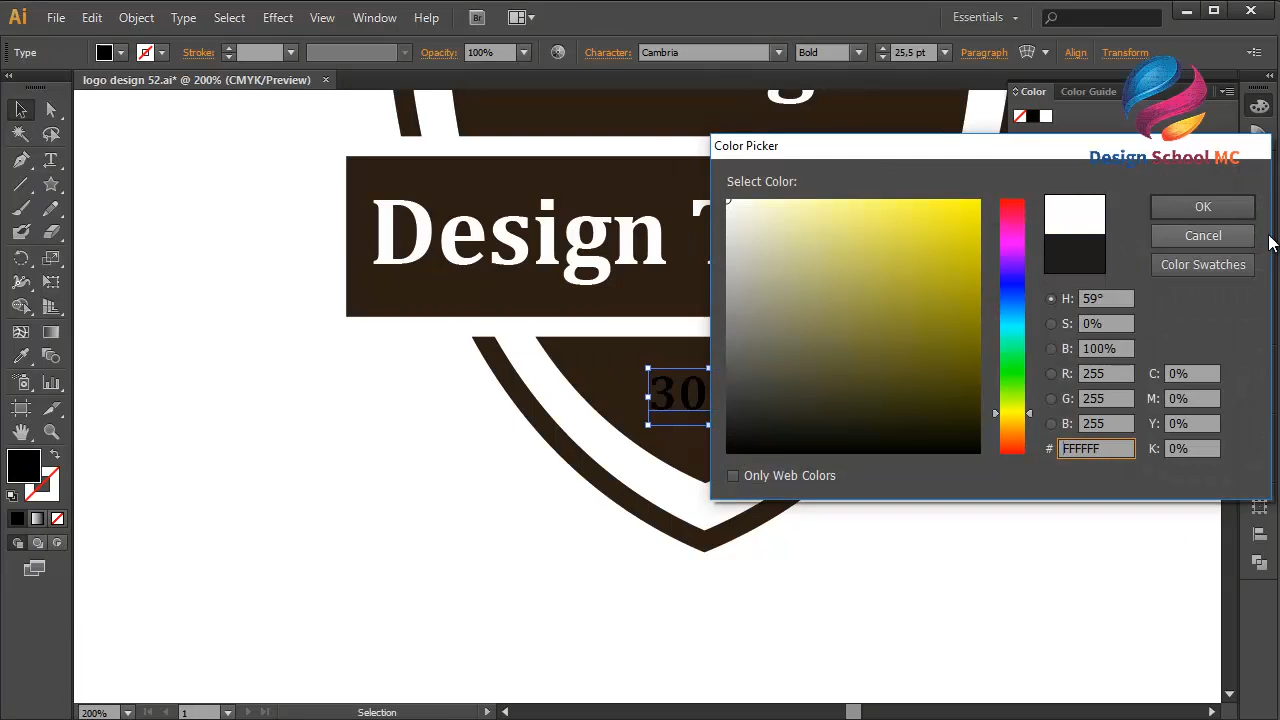 Ai File Edit Object Type Select Effect View Window Help Br Essentials
Type Stroke: Opacity: 100% Character: Cambria Bold 25,5 pt Paragraph Align Transform
logo design 52.ai* @ 200% (CMYK/Preview) ×
Color Color Guide
Design School MC
Color Picker
Select Color:
OK
Cancel
Color Swatches
H: 59°
S: 0%
B: 100%
R: 255 C: 0%
G: 255 M: 0%
B: 255 Y: 0%
# FFFFFF K: 0%
Only Web Colors
Design
30
200% 1 Selection